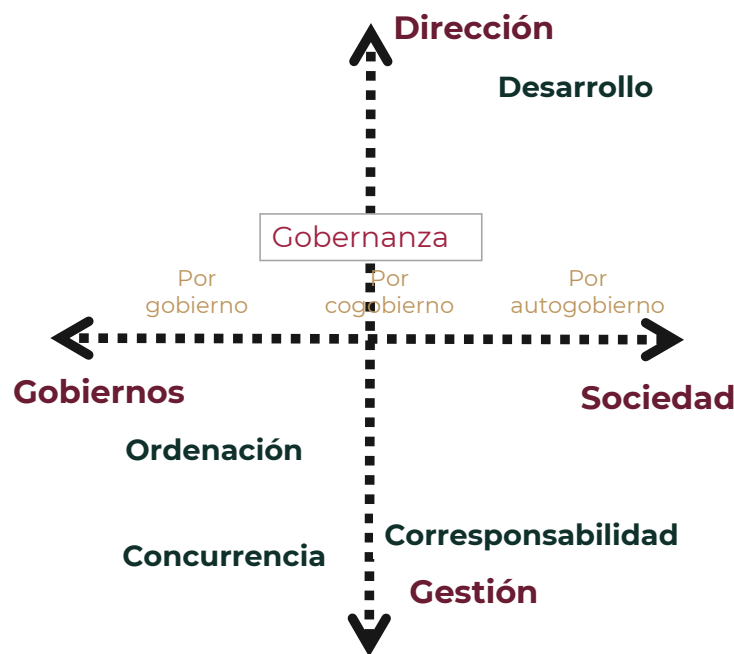 Dirección
Desarrollo
Gobernanza
Por gobierno
Por cogobierno
Por autogobierno
Gobiernos
Sociedad
Ordenación
Corresponsabilidad
Concurrencia
Gestión